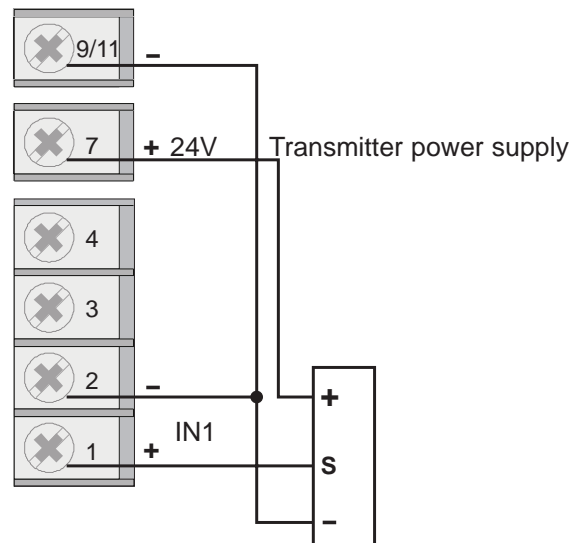 9/11 –
7 + 24V Transmitter power supply
4
3
2 –
+
1 + IN1
S
–